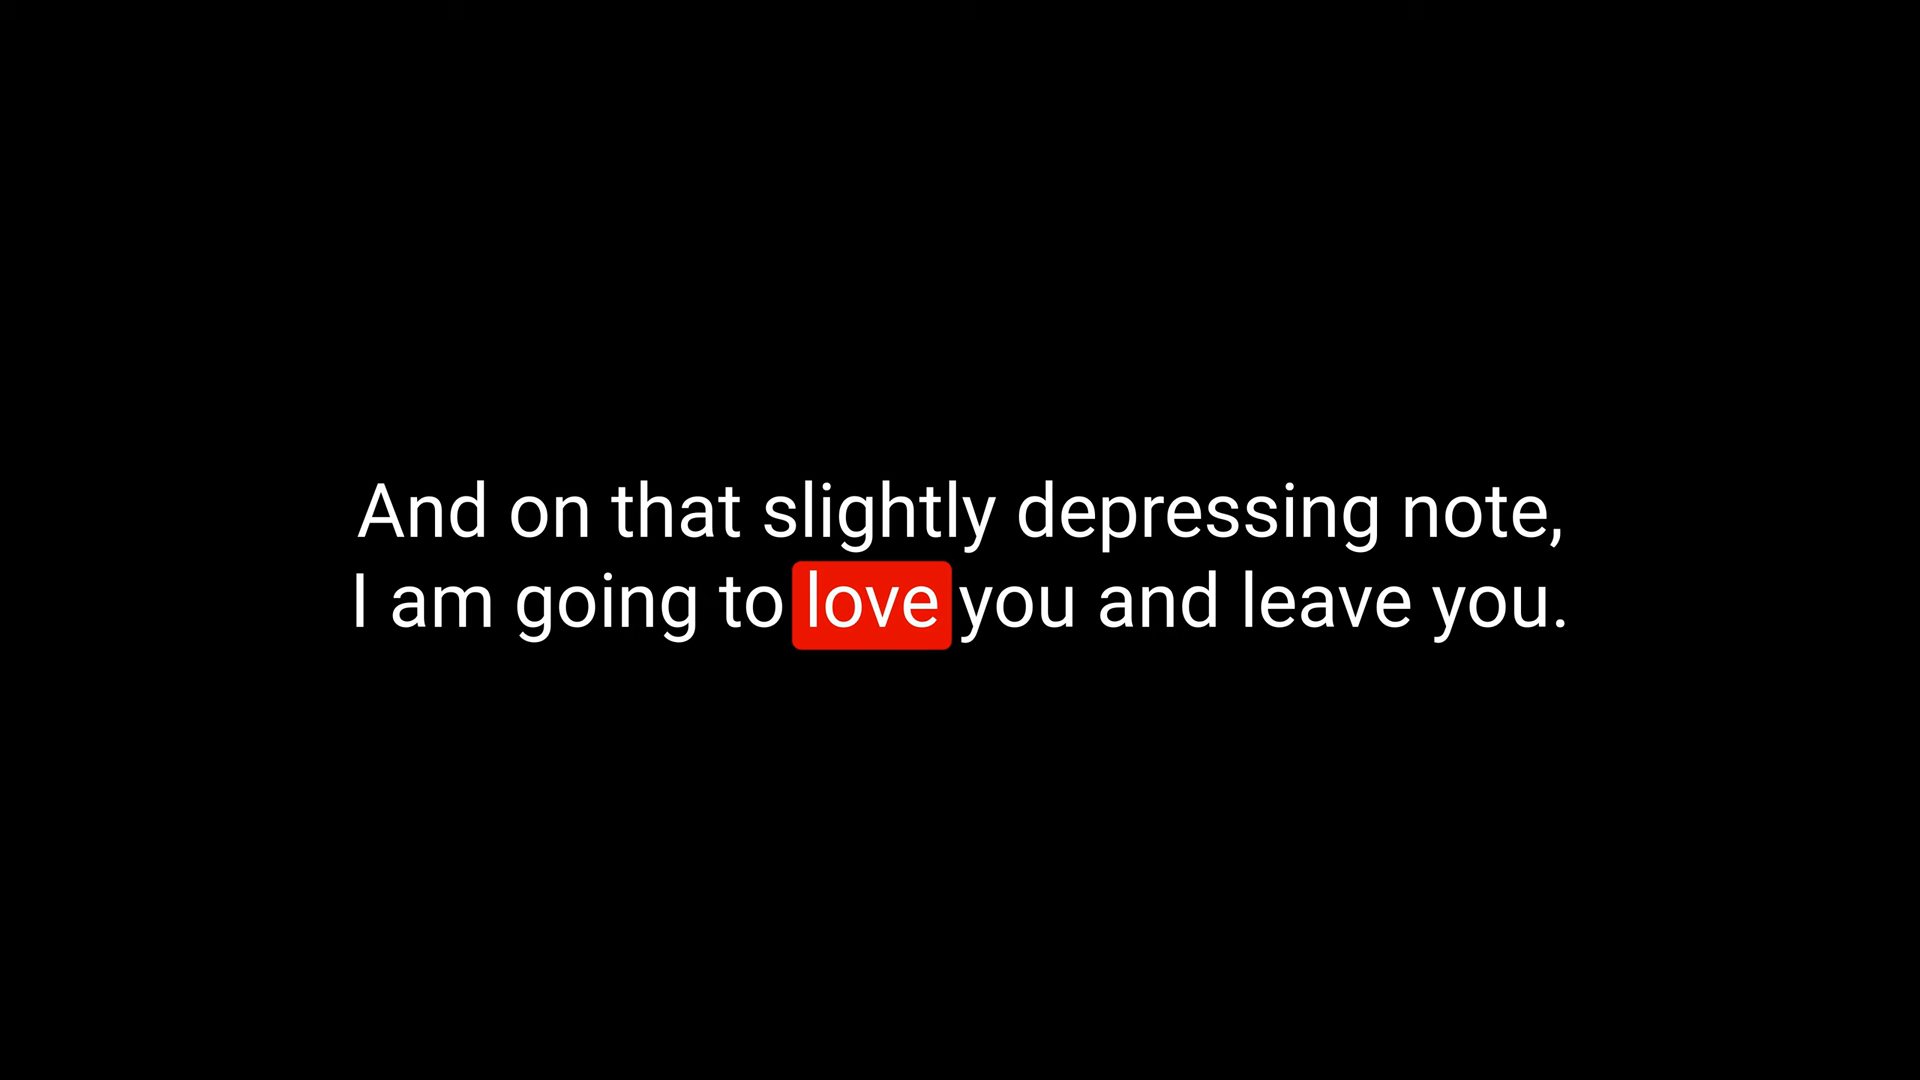 And on that slightly depressing note,
I am going to love you and leave you.